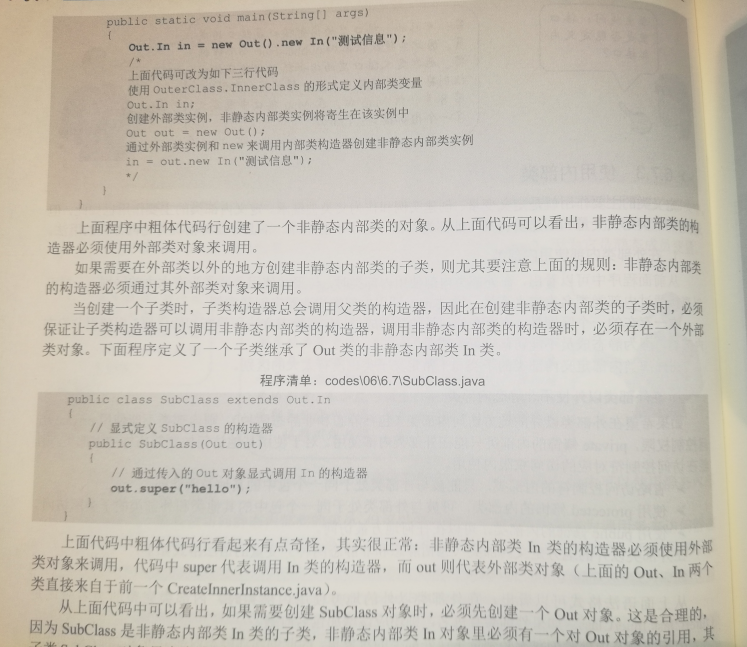 public static void main(String[] args)
{
Out.In in = new Out().new In("测试信息");
/*
上面代码可改为如下三行代码
使用 OuterClass.InnerClass 的形式定义内部类变量
Out.In in;
创建外部类实例，非静态内部类实例将寄生在该实例中
Out out = new Out();
通过外部类实例和 new 来调用内部类构造器创建非静态内部类实例
in = out.new In("测试信息");
*/
}
}
上面程序中粗体代码行创建了一个非静态内部类的对象。从上面代码可以看出，非静态内部类的构
造器必须使用外部类对象来调用。
如果需要在外部类以外的地方创建非静态内部类的子类，则尤其要注意上面的规则：非静态内部类
的构造器必须通过其外部类对象来调用。
当创建一个子类时，子类构造器总会调用父类的构造器，因此在创建非静态内部类的子类时，必须
保证让子类构造器可以调用非静态内部类的构造器，调用非静态内部类的构造器时，必须存在一个外部
类对象。下面程序定义了一个子类继承了 Out 类的非静态内部类 In 类。
程序清单：codes\06\6.7\SubClass.java
public class SubClass extends Out.In
{
// 显式定义 SubClass 的构造器
public SubClass(Out out)
{
// 通过传入的 Out 对象显式调用 In 的构造器
out.super("hello");
}
}
上面代码中粗体代码行看起来有点奇怪，其实很正常：非静态内部类 In 类的构造器必须使用外部
类对象来调用，代码中 super 代表调用 In 类的构造器，而 out 则代表外部类对象（上面的 Out、In 两个
类直接来自于前一个 CreateInnerInstance.java）。
从上面代码中可以看出，如果需要创建 SubClass 对象时，必须先创建一个 Out 对象。这是合理的，
因为 SubClass 是非静态内部类 In 类的子类，非静态内部类 In 对象里必须有一个对 Out 对象的引用，其